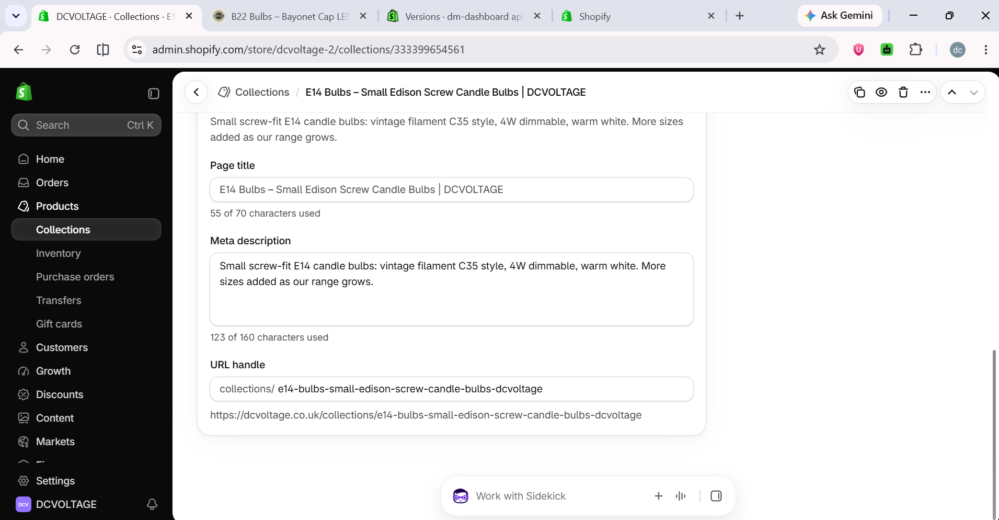 DCVOLTAGE · Collections · E1
B22 Bulbs – Bayonet Cap LED
Versions · dm-dashboard api
Shopify
Ask Gemini
admin.shopify.com/store/dcvoltage-2/collections/333399654561
U
dc
Search Ctrl K
Home
Orders
Products
Collections
Inventory
Purchase orders
Transfers
Gift cards
Customers
Growth
Discounts
Content
Markets
Settings
DCV DCVOLTAGE
Collections / E14 Bulbs – Small Edison Screw Candle Bulbs | DCVOLTAGE
Small screw-fit E14 candle bulbs: vintage filament C35 style, 4W dimmable, warm white. More sizes
added as our range grows.
Page title
E14 Bulbs – Small Edison Screw Candle Bulbs | DCVOLTAGE
55 of 70 characters used
Meta description
Small screw-fit E14 candle bulbs: vintage filament C35 style, 4W dimmable, warm white. More
sizes added as our range grows.
123 of 160 characters used
URL handle
collections/ e14-bulbs-small-edison-screw-candle-bulbs-dcvoltage
https://dcvoltage.co.uk/collections/e14-bulbs-small-edison-screw-candle-bulbs-dcvoltage
Work with Sidekick